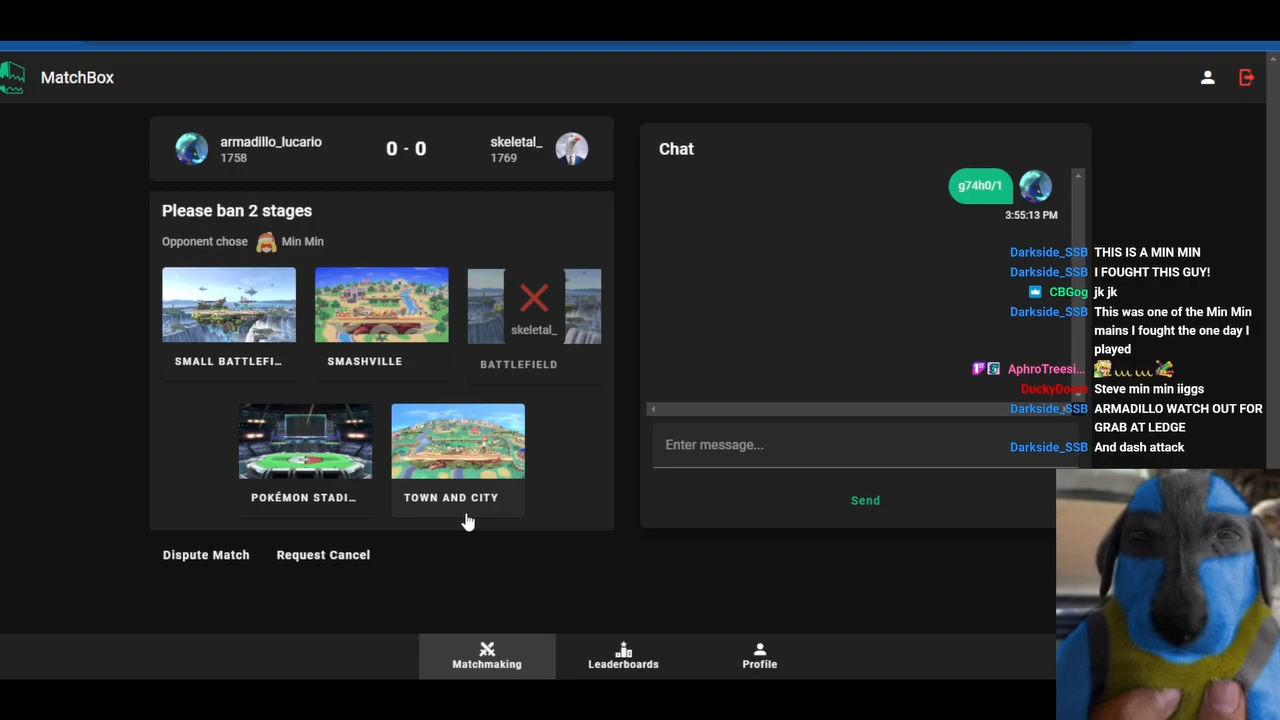 MatchBox
armadillo_lucario
1758
0 - 0
skeletal_
1769
Please ban 2 stages
Opponent chose Min Min
skeletal_
SMALL BATTLEFI...
SMASHVILLE
BATTLEFIELD
POKÉMON STADI...
TOWN AND CITY
Dispute Match Request Cancel
Chat
g74h0/1
3:55:13 PM
Enter message...
Send
Darkside_SSB THIS IS A MIN MIN
Darkside_SSB I FOUGHT THIS GUY!
CBGog jk jk
Darkside_SSB This was one of the Min Min
mains I fought the one day I
played
AphroTreesi...
Steve min min iiggs
Darkside_SSB ARMADILLO WATCH OUT FOR
GRAB AT LEDGE
Darkside_SSB And dash attack
Matchmaking Leaderboards Profile